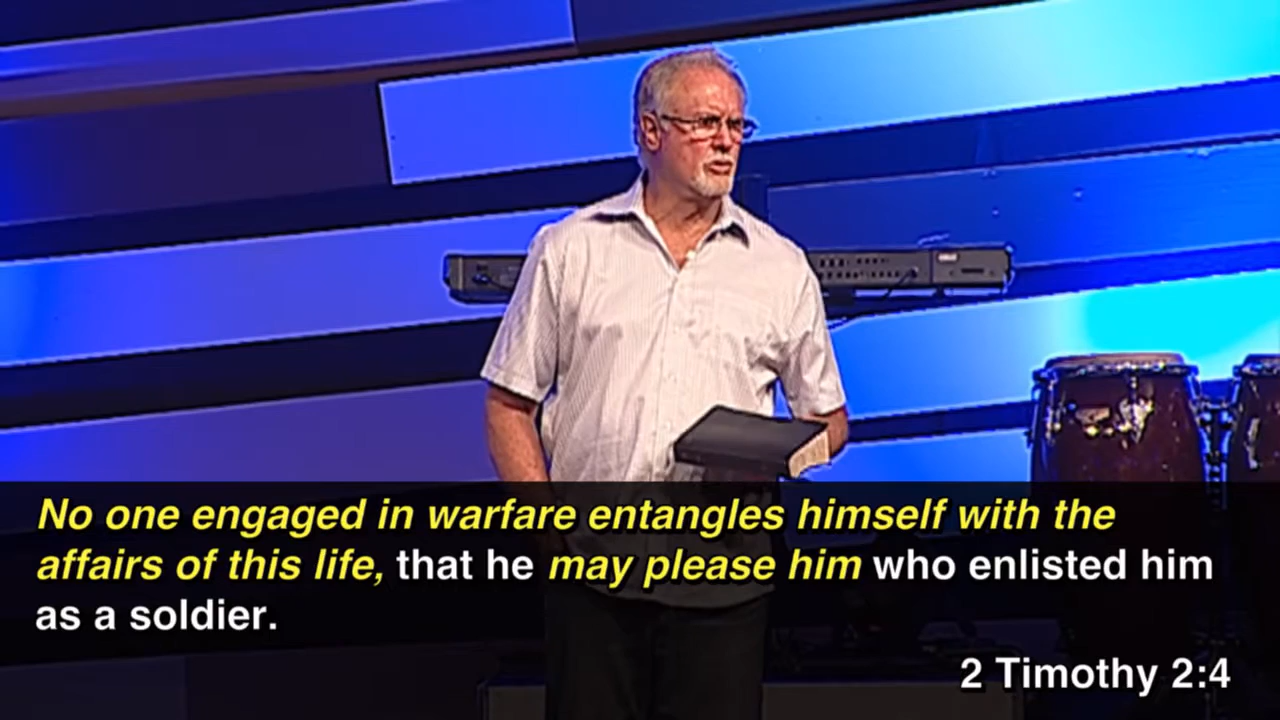 No one engaged in warfare entangles himself with the
affairs of this life, that he may please him who enlisted him
as a soldier.
2 Timothy 2:4